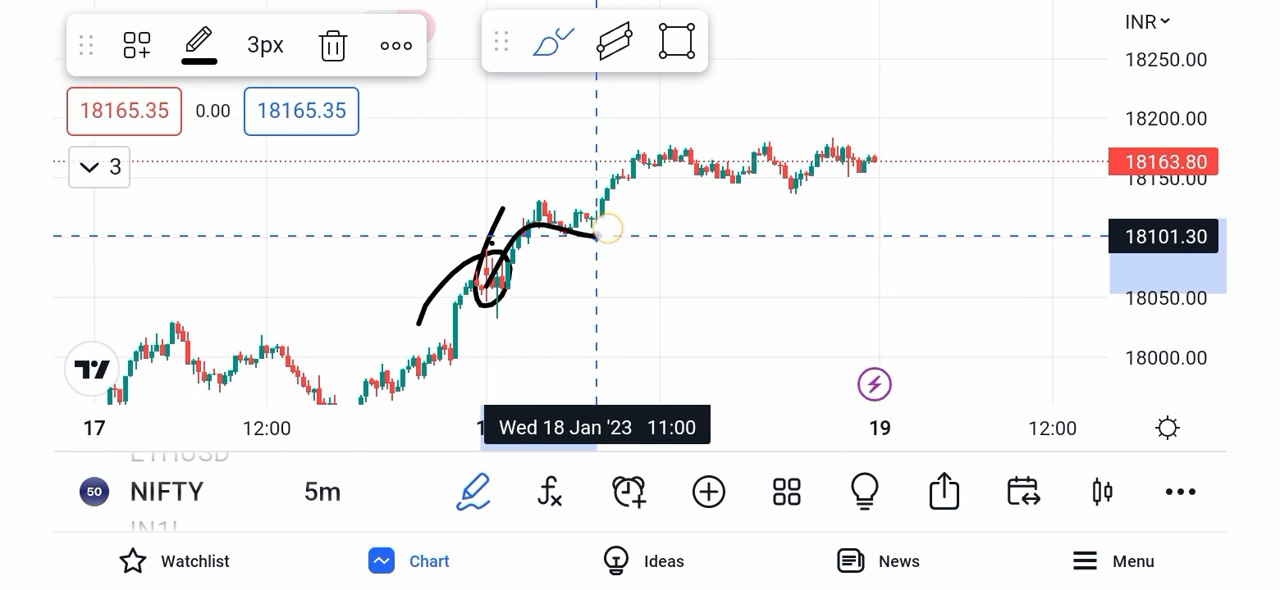 INR
3px
18250.00
18165.35 0.00 18165.35
18200.00
3
18163.80
18150.00
18101.30
18050.00
18000.00
17 12:00 Wed 18 Jan '23 11:00 19 12:00
ETHUSD
50 NIFTY 5m
Watchlist Chart Ideas News Menu